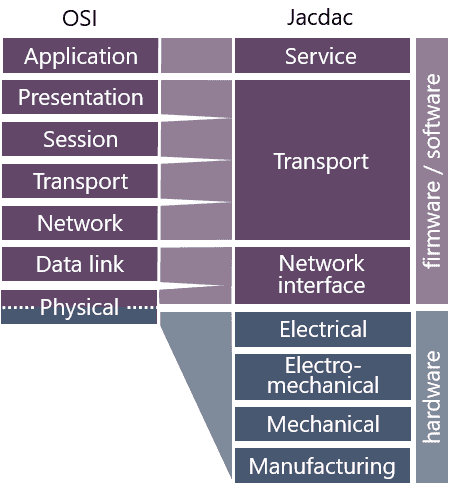 OSI
Jacdac
Application
Presentation
Session
Transport
Network
Data link
Physical
Service
Transport
Network
interface
Electrical
Electro-
mechanical
Mechanical
Manufacturing
firmware / software
hardware